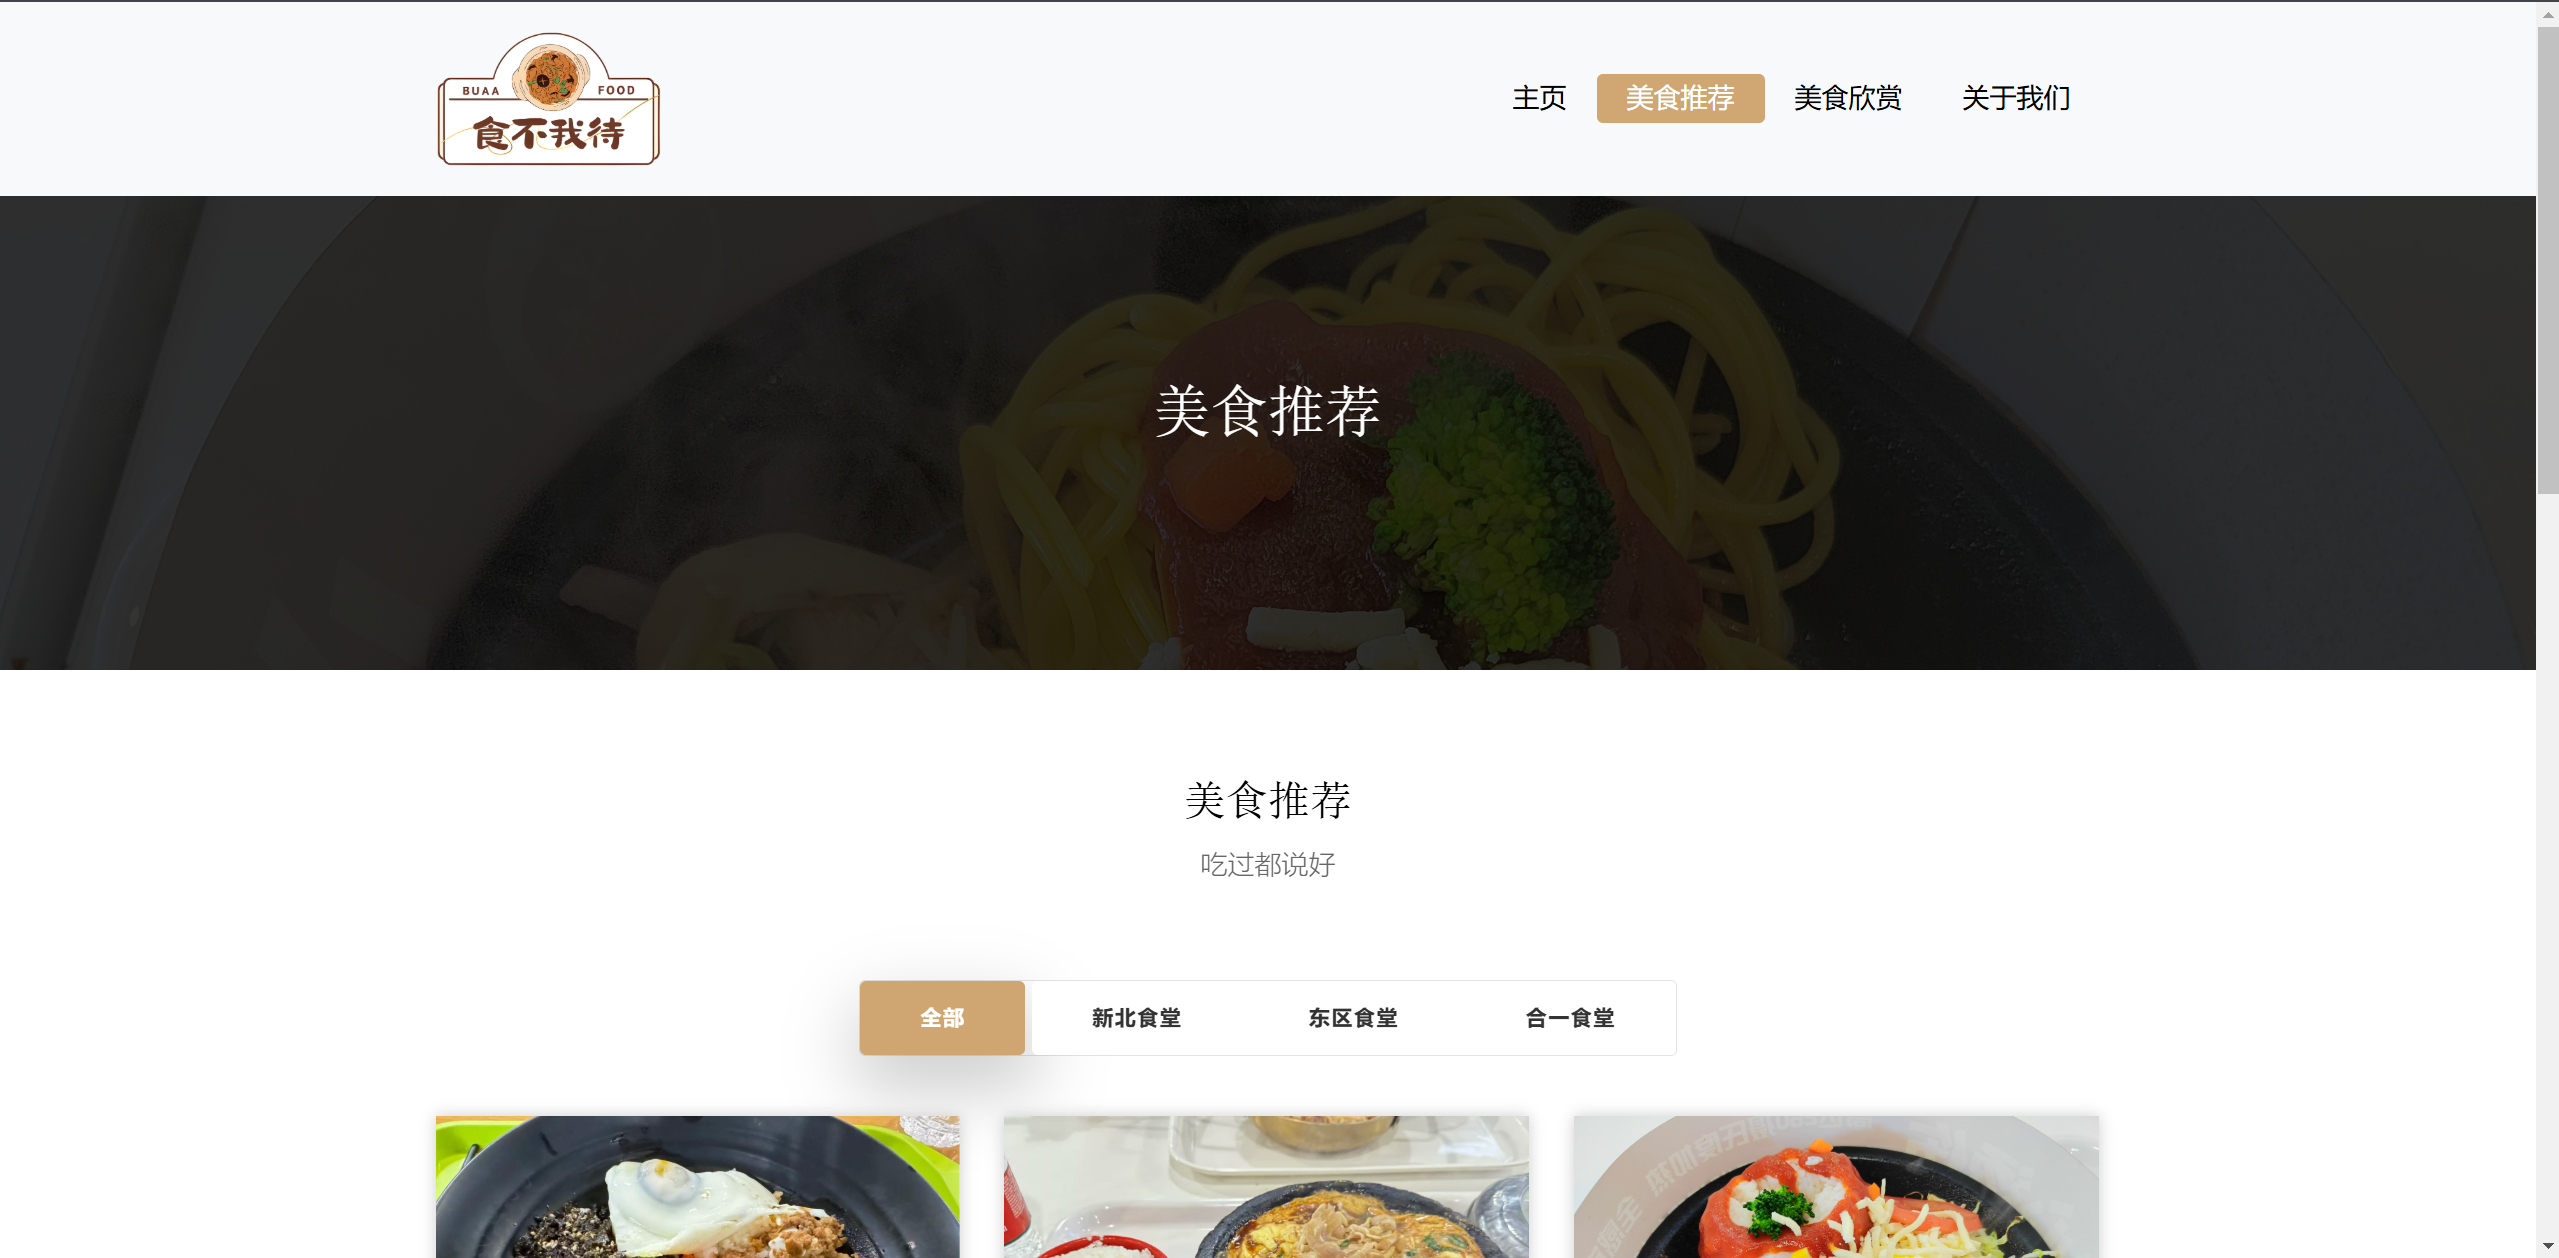 BUAA FOOD
食不我待
主页 美食推荐 美食欣赏 关于我们
美食推荐
美食推荐
吃过都说好
全部 新北食堂 东区食堂 合一食堂